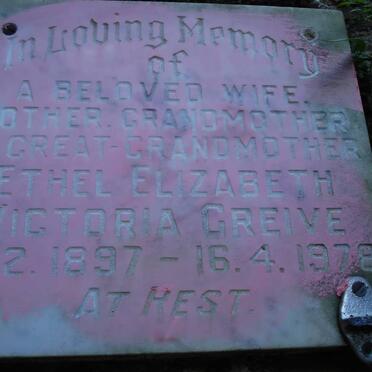 In Loving Memory
of
A BELOVED WIFE,
OTHER, GRANDMOTHER
GREAT-GRANDMOTHER
ETHEL ELIZABETH
VICTORIA GREIVE
2. 1897 - 16.4.1978
AT REST.